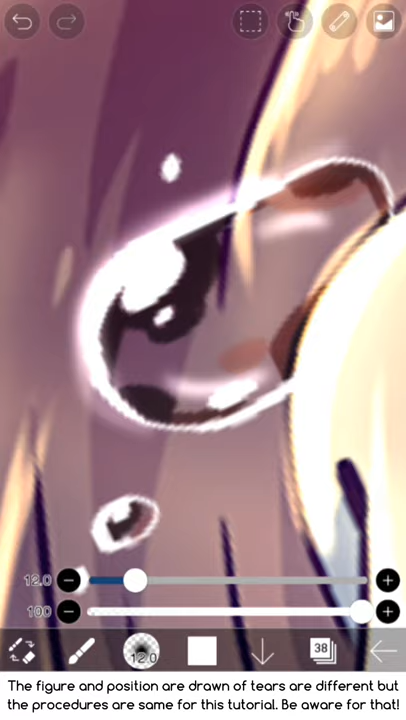 12.0
100
12.0
38
The figure and position are drawn of tears are different but
the procedures are same for this tutorial. Be aware for that!